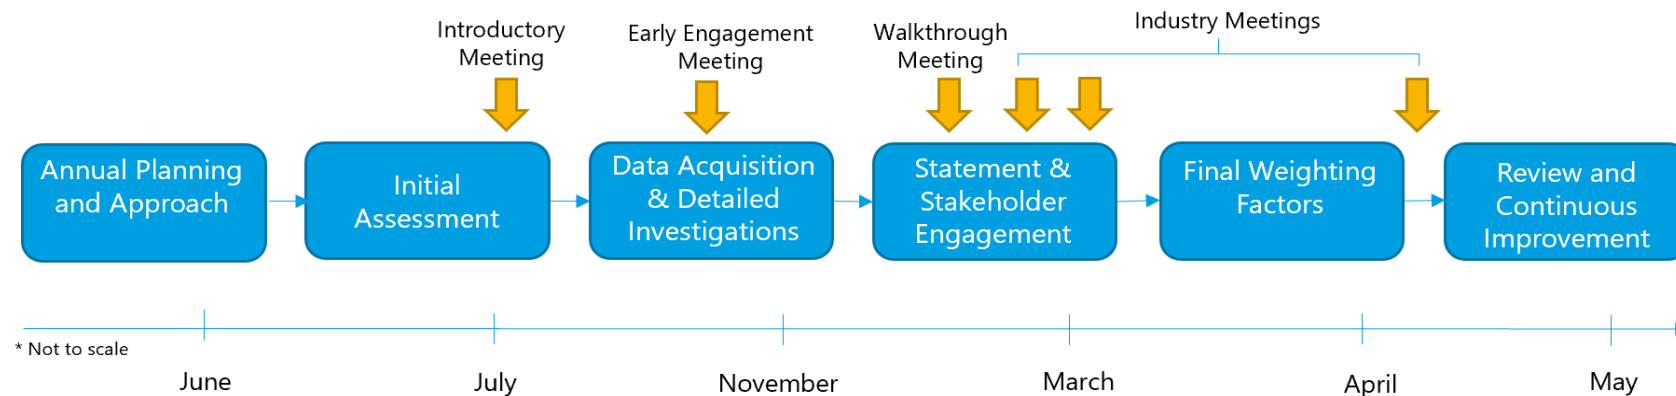 Introductory
Meeting
Early Engagement
Meeting
Walkthrough
Meeting
Industry Meetings
Annual Planning
and Approach
Initial
Assessment
Data Acquisition
& Detailed
Investigations
Statement &
Stakeholder
Engagement
Final Weighting
Factors
Review and
Continuous
Improvement
* Not to scale
June
July
November
March
April
May